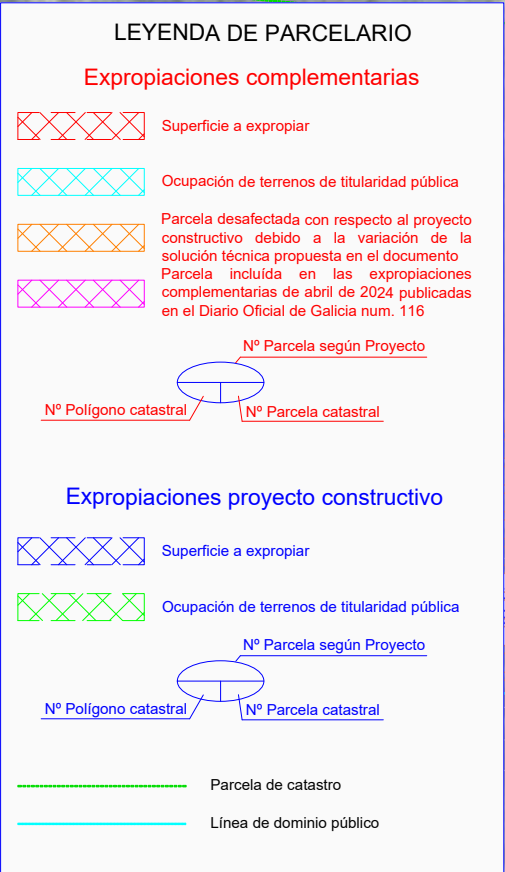 LEYENDA DE PARCELARIO
Expropiaciones complementarias
Superficie a expropiar
Ocupación de terrenos de titularidad pública
Parcela desafectada con respecto al proyecto
constructivo debido a la variación de la
solución técnica propuesta en el documento
Parcela incluída en las expropiaciones
complementarias de abril de 2024 publicadas
en el Diario Oficial de Galicia num. 116
Nº Parcela según Proyecto
Nº Polígono catastral
Nº Parcela catastral
Expropiaciones proyecto constructivo
Superficie a expropiar
Ocupación de terrenos de titularidad pública
Nº Parcela según Proyecto
Nº Polígono catastral
Nº Parcela catastral
Parcela de catastro
Línea de dominio público